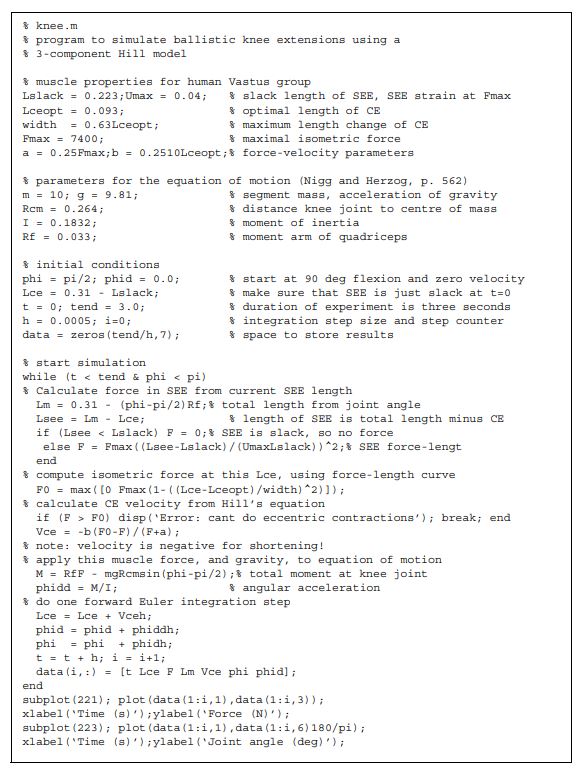 % knee.m
% program to simulate ballistic knee extensions using a
% 3-component Hill model

% muscle properties for human Vastus group
Lslack = 0.223;Umax = 0.04;   % slack length of SEE, SEE strain at Fmax
Lceopt = 0.093;               % optimal length of CE
width  = 0.63Lceopt;          % maximum length change of CE
Fmax = 7400;                  % maximal isometric force
a = 0.25Fmax;b = 0.2510Lceopt;% force-velocity parameters

% parameters for the equation of motion (Nigg and Herzog, p. 562)
m = 10; g = 9.81;             % segment mass, acceleration of gravity
Rcm = 0.264;                  % distance knee joint to centre of mass
I = 0.1832;                   % moment of inertia
Rf = 0.033;                   % moment arm of quadriceps

% initial conditions
phi = pi/2; phid = 0.0;       % start at 90 deg flexion and zero velocity
Lce = 0.31 - Lslack;          % make sure that SEE is just slack at t=0
t = 0; tend = 3.0;            % duration of experiment is three seconds
h = 0.0005; i=0;              % integration step size and step counter
data = zeros(tend/h,7);       % space to store results

% start simulation
while (t < tend & phi < pi)
% Calculate force in SEE from current SEE length
  Lm = 0.31 - (phi-pi/2)Rf;% total length from joint angle
  Lsee = Lm - Lce;            % length of SEE is total length minus CE
  if (Lsee < Lslack) F = 0;% SEE is slack, so no force
   else F = Fmax((Lsee-Lslack)/(UmaxLslack))^2;% SEE force-lengt
  end
% compute isometric force at this Lce, using force-length curve
  F0 = max([0 Fmax(1-((Lce-Lceopt)/width)^2)]);
% calculate CE velocity from Hill's equation
  if (F > F0) disp('Error: cant do eccentric contractions'); break; end
  Vce = -b(F0-F)/(F+a);
% note: velocity is negative for shortening!
% apply this muscle force, and gravity, to equation of motion
  M = RfF - mgRcmsin(phi-pi/2);% total moment at knee joint
  phidd = M/I;                % angular acceleration
% do one forward Euler integration step
  Lce = Lce + Vceh;
  phid = phid + phiddh;
  phi  = phi  + phidh;
  t = t + h; i = i+1;
  data(i,:) = [t Lce F Lm Vce phi phid];
end
subplot(221); plot(data(1:i,1),data(1:i,3));
xlabel('Time (s)');ylabel('Force (N)');
subplot(223); plot(data(1:i,1),data(1:i,6)180/pi);
xlabel('Time (s)');ylabel('Joint angle (deg)');